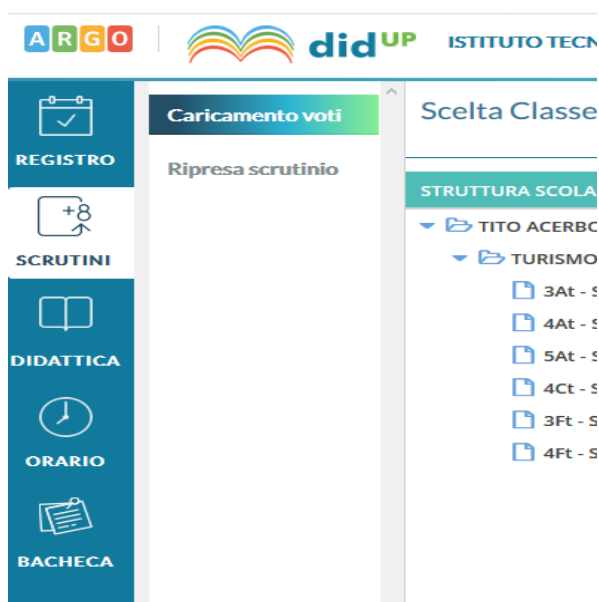 ARGO
didUP
ISTITUTO TECN
REGISTRO
SCRUTINI
DIDATTICA
ORARIO
BACHECA
Caricamento voti
Ripresa scrutinio
Scelta Classe
STRUTTURA SCOLA
TITO ACERBO
TURISMO
3At - S
4At - S
5At - S
4Ct - S
3Ft - S
4Ft - S
+8